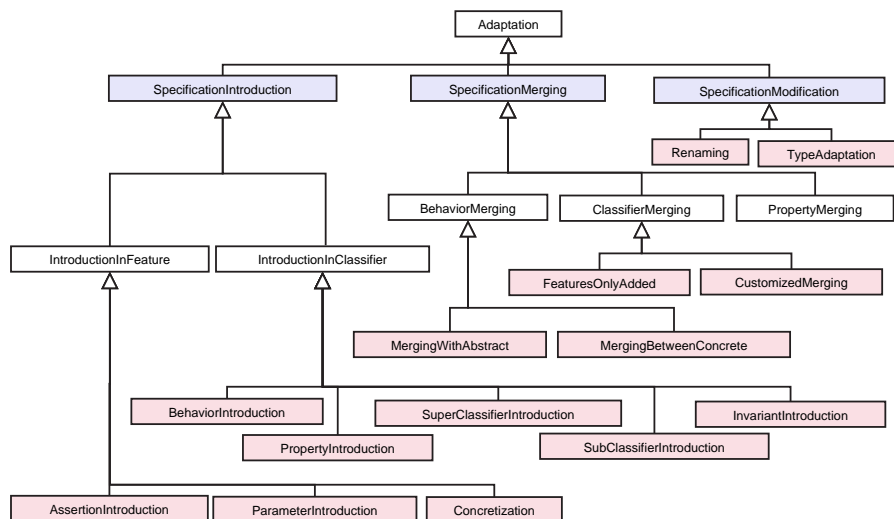 Adaptation
SpecificationIntroduction
SpecificationMerging
SpecificationModification
Renaming
TypeAdaptation
BehaviorMerging
ClassifierMerging
PropertyMerging
IntroductionInFeature
IntroductionInClassifier
FeaturesOnlyAdded
CustomizedMerging
MergingWithAbstract
MergingBetweenConcrete
BehaviorIntroduction
SuperClassifierIntroduction
InvariantIntroduction
PropertyIntroduction
SubClassifierIntroduction
AssertionIntroduction
ParameterIntroduction
Concretization